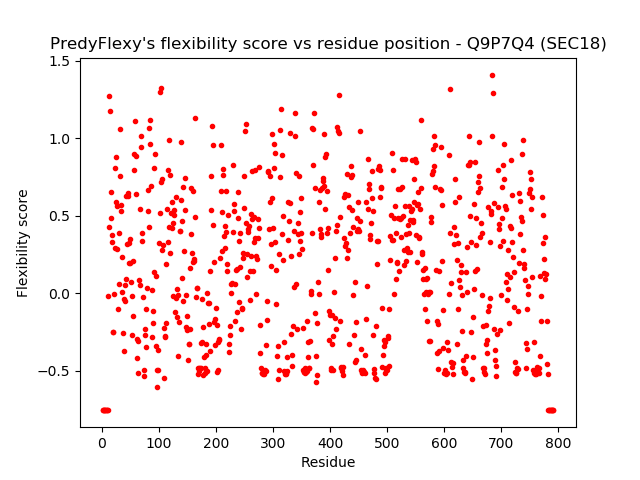 PredyFlexy's flexibility score vs residue position - Q9P7Q4 (SEC18)
1.5
1.0
0.5
0.0
−0.5
Flexibility score
0 100 200 300 400 500 600 700 800
Residue